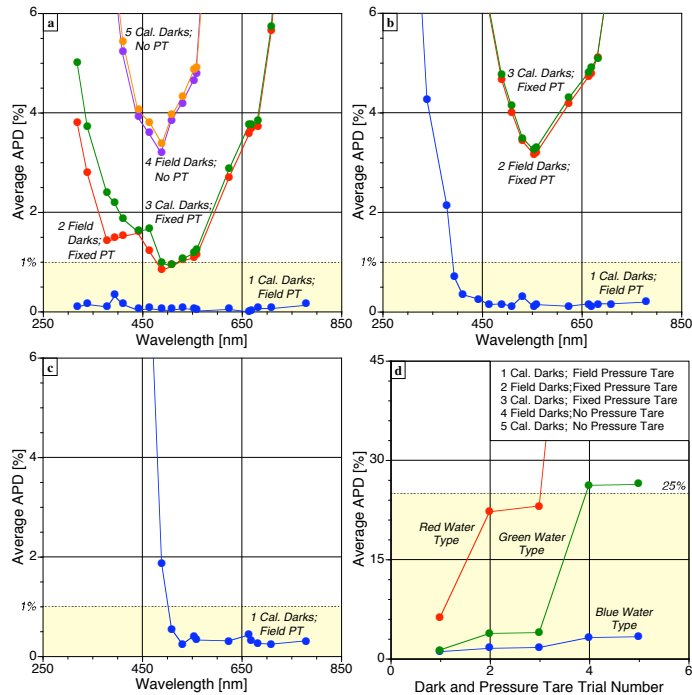 a
6
4
2
1%
0
Average APD [%]
5 Cal. Darks;
No PT
4 Field Darks;
No PT
3 Cal. Darks;
Fixed PT
2 Field
Darks;
Fixed PT
1 Cal. Darks;
Field PT
250 450 650 850
Wavelength [nm]
b
6
4
2
1%
0
Average APD [%]
3 Cal. Darks;
Fixed PT
2 Field Darks;
Fixed PT
1 Cal. Darks;
Field PT
250 450 650 850
Wavelength [nm]
c
6
4
2
1%
0
Average APD [%]
1 Cal. Darks;
Field PT
250 450 650 850
Wavelength [nm]
d
45
30
15
0
Average APD [%]
1 Cal. Darks; Field Pressure Tare
2 Field Darks;Fixed Pressure Tare
3 Cal. Darks; Fixed Pressure Tare
4 Field Darks;No Pressure Tare
5 Cal. Darks; No Pressure Tare
25%
Red Water
Type
Green Water
Type
Blue Water
Type
0 2 4 6
Dark and Pressure Tare Trial Number